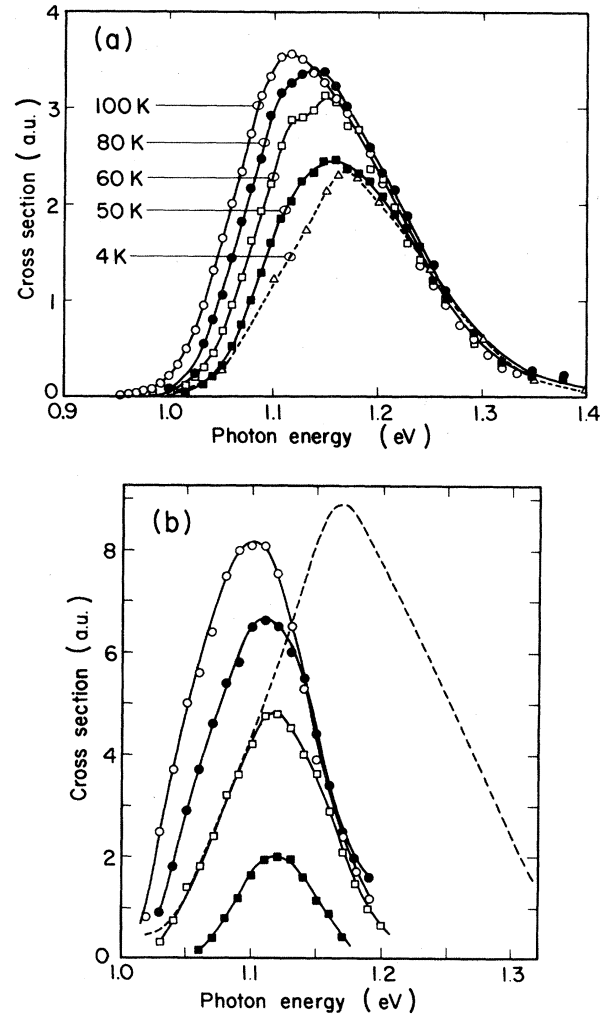 (a)
4
3
2
1
0
Cross section (a.u.)
100 K
80 K
60 K
50 K
4 K
0.9 1.0 1.1 1.2 1.3 1.4
Photon energy (eV)
(b)
8
6
4
2
0
Cross section (a.u.)
1.0 1.1 1.2 1.3
Photon energy (eV)